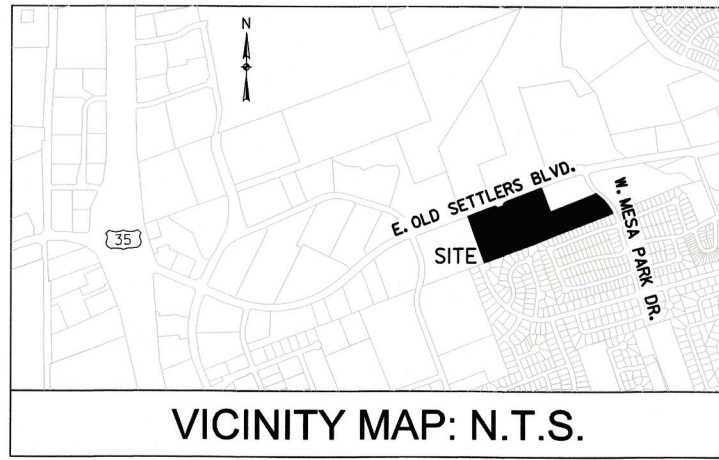 N
E. OLD SETTLERS BLVD.
W. MESA PARK DR.
35
SITE
VICINITY MAP: N.T.S.